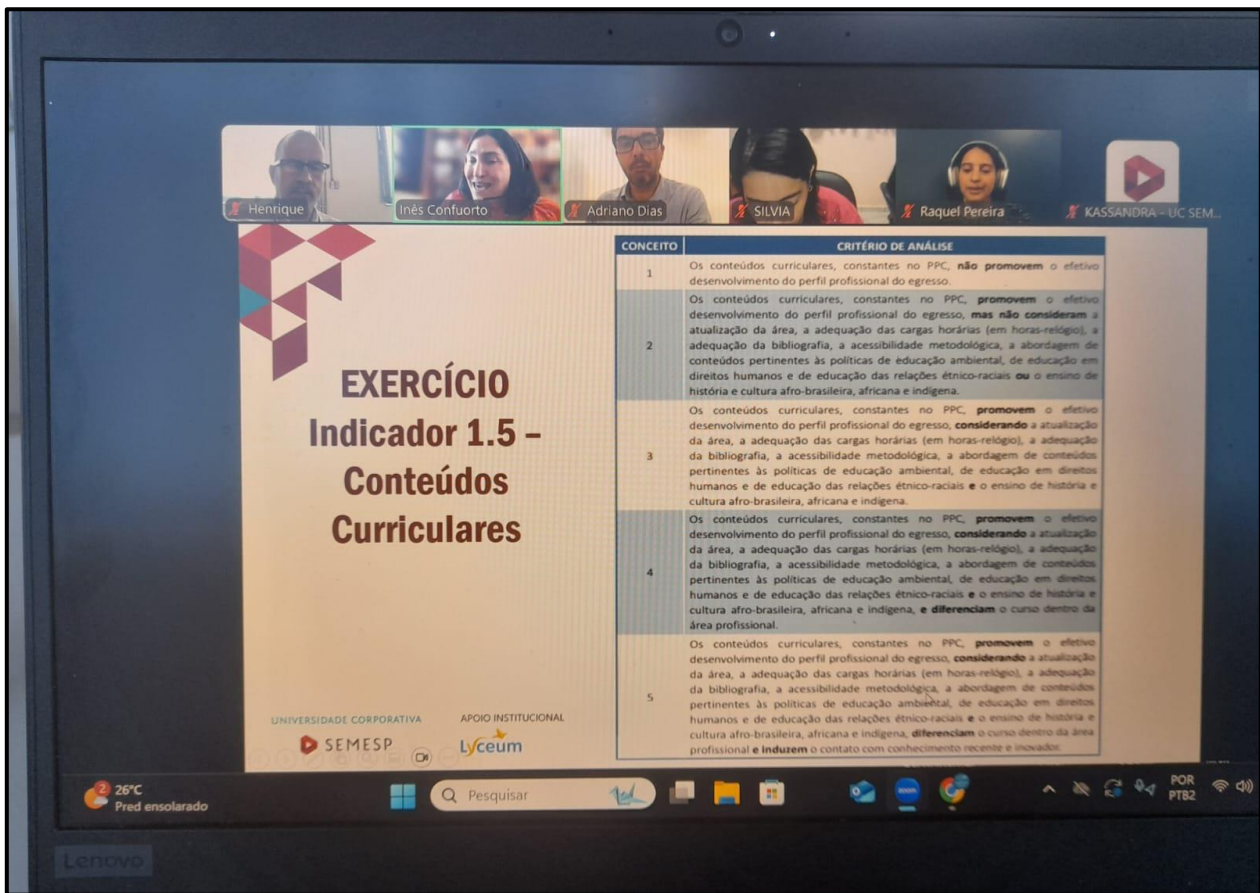 Henrique
Inês Confuorto
Adriano Dias
SILVIA
Raquel Pereira
KASSANDRA - UC SEM...
EXERCÍCIO
Indicador 1.5 –
Conteúdos
Curriculares
UNIVERSIDADE CORPORATIVA
SEMESP
APOIO INSTITUCIONAL
Lyceum
CONCEITO CRITÉRIO DE ANÁLISE
1
Os conteúdos curriculares, constantes no PPC, não promovem o efetivo
desenvolvimento do perfil profissional do egresso.
2
Os conteúdos curriculares, constantes no PPC, promovem o efetivo
desenvolvimento do perfil profissional do egresso, mas não consideram a
atualização da área, a adequação das cargas horárias (em horas-relógio), a
adequação da bibliografia, a acessibilidade metodológica, a abordagem de
conteúdos pertinentes às políticas de educação ambiental, de educação em
direitos humanos e de educação das relações étnico-raciais ou o ensino de
história e cultura afro-brasileira, africana e indígena.
3
Os conteúdos curriculares, constantes no PPC, promovem o efetivo
desenvolvimento do perfil profissional do egresso, considerando a atualização
da área, a adequação das cargas horárias (em horas-relógio), a adequação
da bibliografia, a acessibilidade metodológica, a abordagem de conteúdos
pertinentes às políticas de educação ambiental, de educação em direitos
humanos e de educação das relações étnico-raciais e o ensino de história e
cultura afro-brasileira, africana e indígena.
4
Os conteúdos curriculares, constantes no PPC, promovem o efetivo
desenvolvimento do perfil profissional do egresso, considerando a atualização
da área, a adequação das cargas horárias (em horas-relógio), a adequação
da bibliografia, a acessibilidade metodológica, a abordagem de conteúdos
pertinentes às políticas de educação ambiental, de educação em direitos
humanos e de educação das relações étnico-raciais e o ensino de história e
cultura afro-brasileira, africana e indígena, e diferenciam o curso dentro da
área profissional.
5
Os conteúdos curriculares, constantes no PPC, promovem o efetivo
desenvolvimento do perfil profissional do egresso, considerando a atualização
da área, a adequação das cargas horárias (em horas-relógio), a adequação
da bibliografia, a acessibilidade metodológica, a abordagem de conteúdos
pertinentes às políticas de educação ambiental, de educação em direitos
humanos e de educação das relações étnico-raciais e o ensino de história e
cultura afro-brasileira, africana e indígena, diferenciam o curso dentro da área
profissional e induzem o contato com conhecimento recente e inovador.
2
26°C
Pred ensolarado
Pesquisar
zoom
POR
PTB2
Lenovo